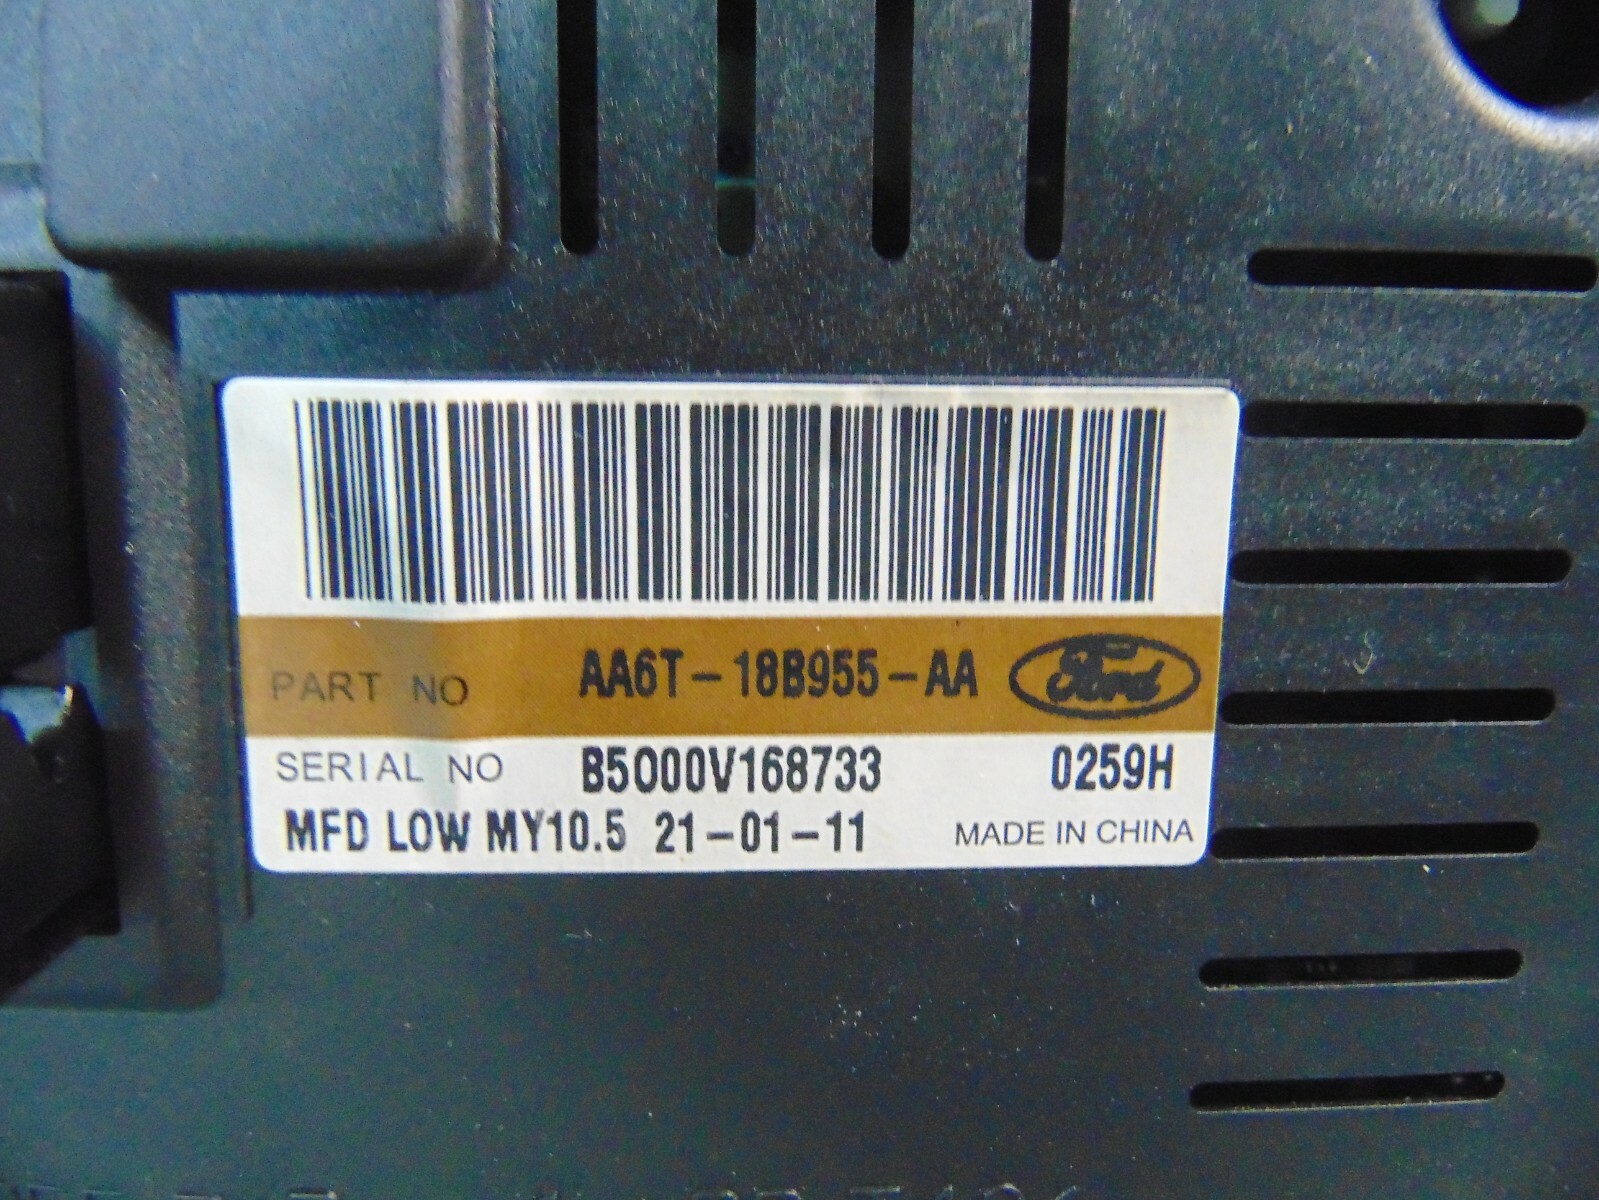 PART NO AA6T-18B955-AA Ford
SERIAL NO B5000V168733 0259H
MFD LOW MY10.5 21-01-11 MADE IN CHINA